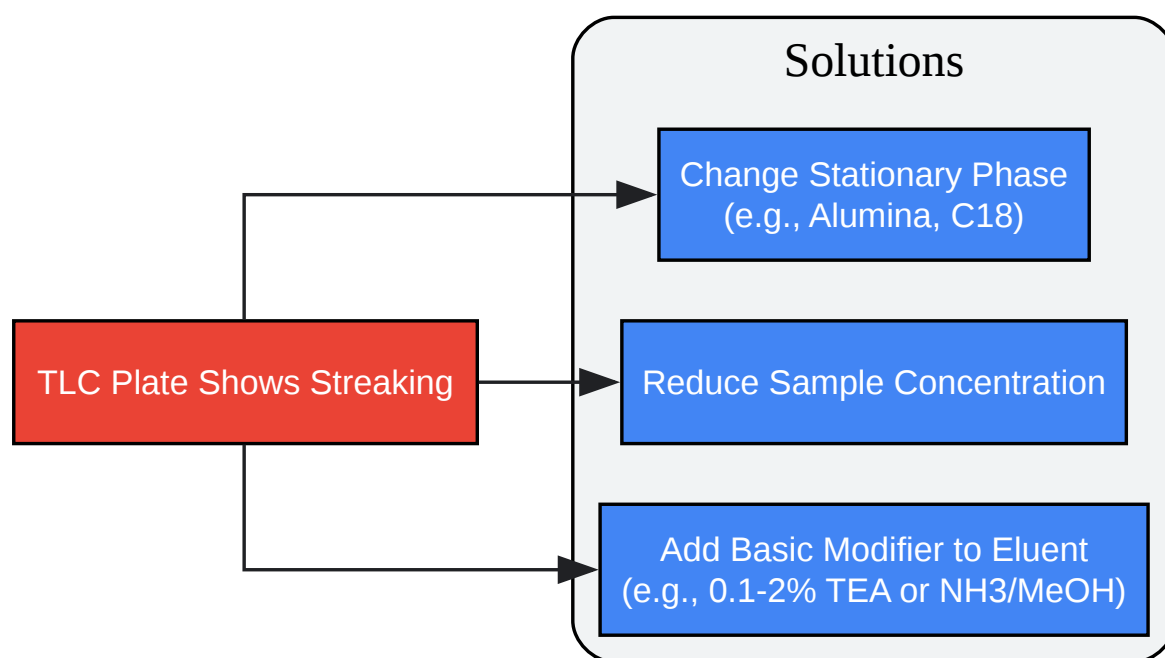 Solutions
Change Stationary Phase
(e.g., Alumina, C18)
TLC Plate Shows Streaking
Reduce Sample Concentration
Add Basic Modifier to Eluent
(e.g., 0.1-2% TEA or NH3/MeOH)